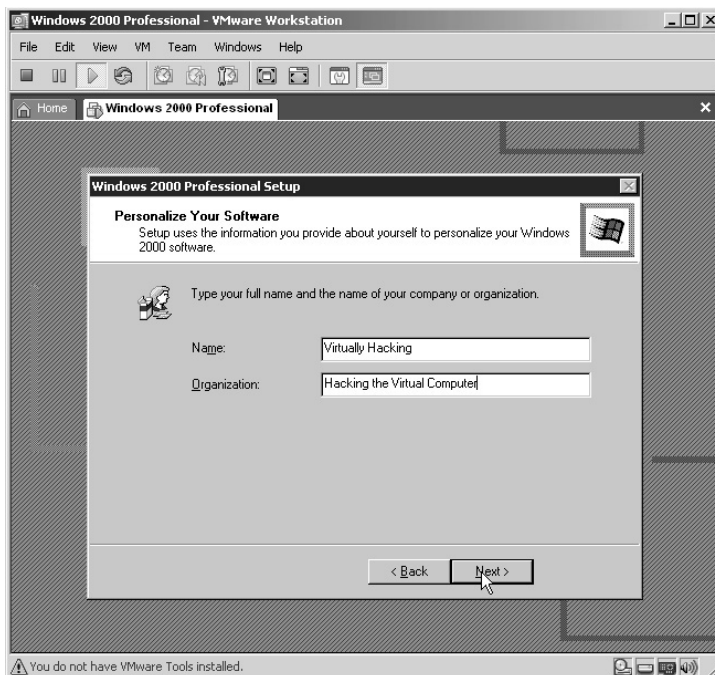 Windows 2000 Professional - VMware Workstation
File Edit View VM Team Windows Help
Home Windows 2000 Professional
Windows 2000 Professional Setup
Personalize Your Software
Setup uses the information you provide about yourself to personalize your Windows
2000 software.
Type your full name and the name of your company or organization.
Name: Virtually Hacking
Organization: Hacking the Virtual Computer
< Back Next >
You do not have VMware Tools installed.